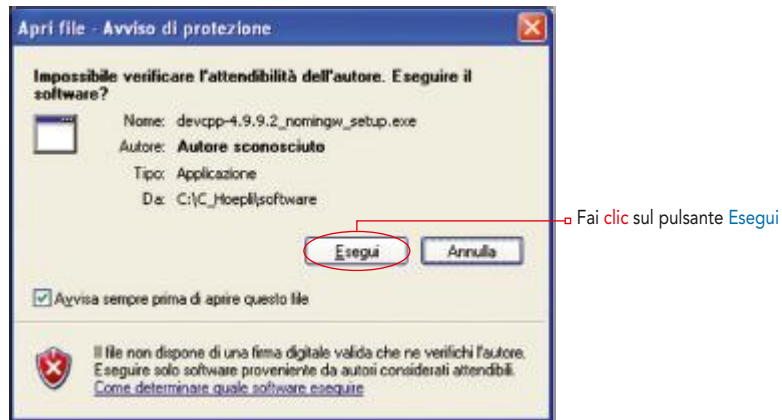 Apri file - Avviso di protezione
Impossibile verificare l'attendibilità dell'autore. Eseguire il
software?
Nome: devcpp-4.9.9.2_nomingw_setup.exe
Autore: Autore sconosciuto
Tipo: Applicazione
Da: C:\C_Hoepli\software
Fai clic sul pulsante Esegui
Esegui Annulla
Avvisa sempre prima di aprire questo file
Il file non dispone di una firma digitale valida che ne verifichi l'autore.
Eseguire solo software proveniente da autori considerati attendibili.
Come determinare quale software eseguire